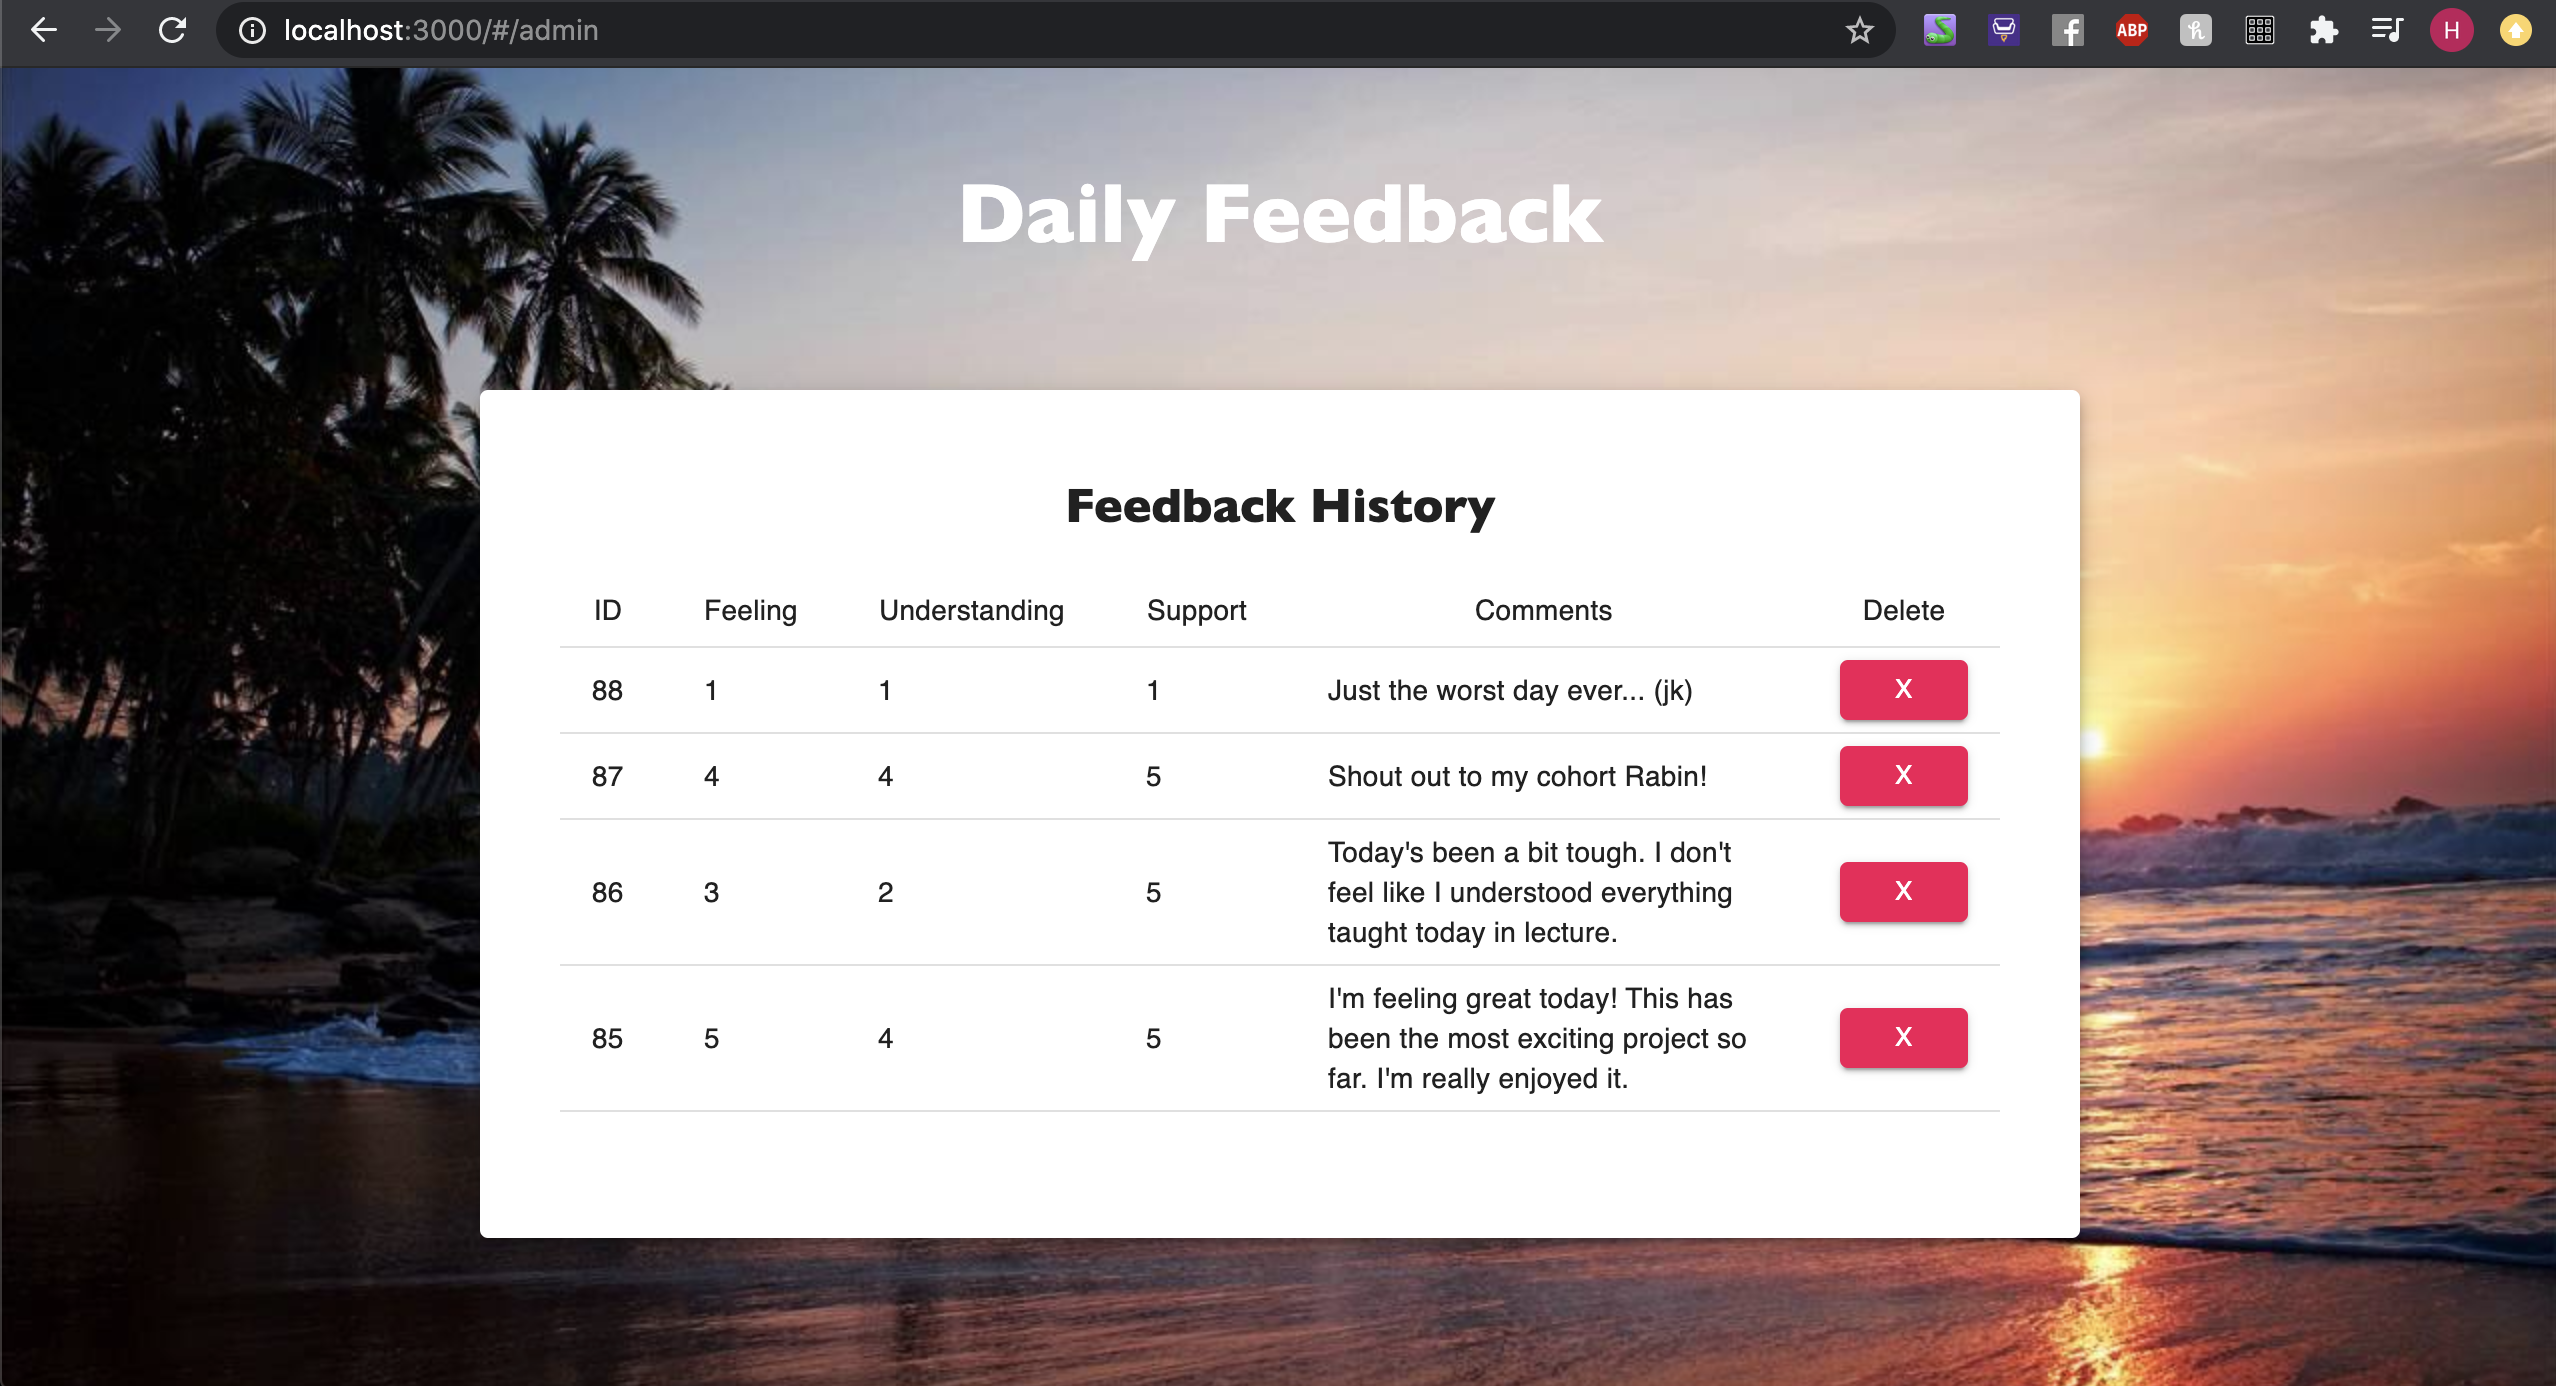 localhost:3000/#/admin
ABP
h
H
Daily Feedback
Feedback History
ID Feeling Understanding Support Comments Delete
88 1 1 1 Just the worst day ever... (jk) X
87 4 4 5 Shout out to my cohort Rabin! X
Today's been a bit tough. I don't
86 3 2 5 feel like I understood everything X
taught today in lecture.
I'm feeling great today! This has
85 5 4 5 been the most exciting project so X
far. I'm really enjoyed it.